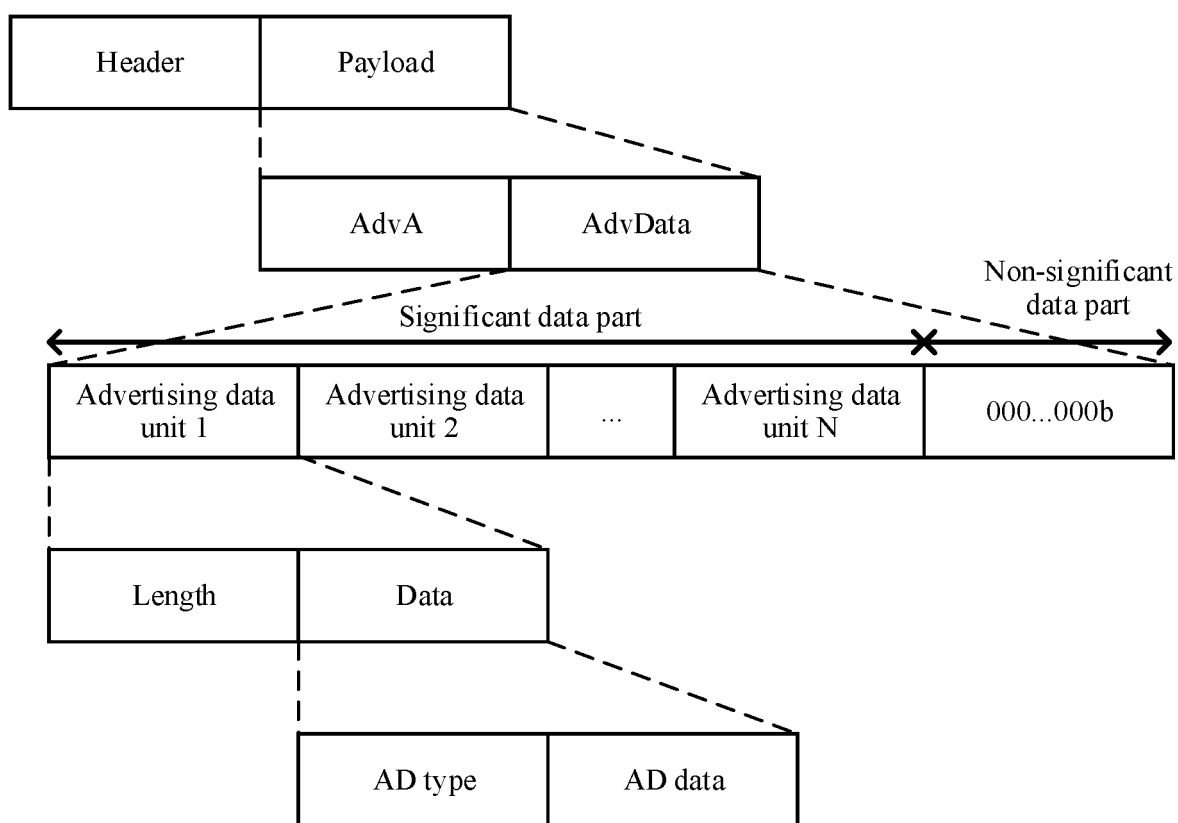 Header
Payload
AdvA
AdvData
Non-significant
data part
Significant data part
Advertising data
unit 1
Advertising data
unit 2
...
Advertising data
unit N
000...000b
Length
Data
AD type
AD data